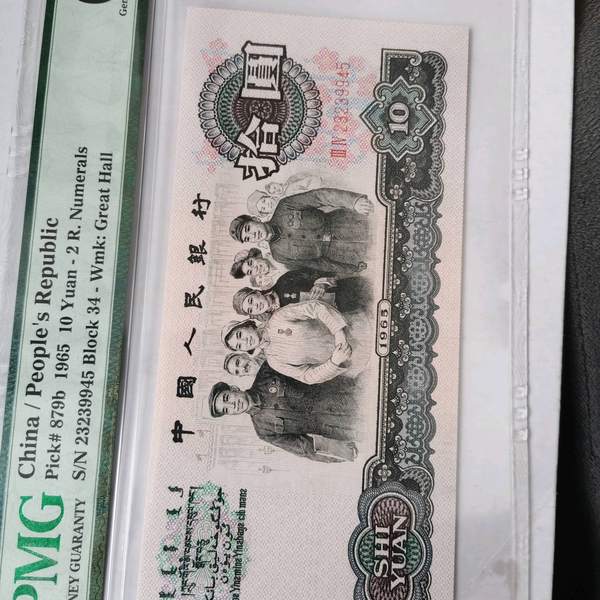 PMG
China / People's Republic
Pick# 879b 1965 10 Yuan - 2 R. Numerals
S/N 23239945 Block 34 - Wmk: Great Hall
NEY GUARANTY
中國人民銀行
拾圓
III IV 23239945
10
1965
SHI
YUAN